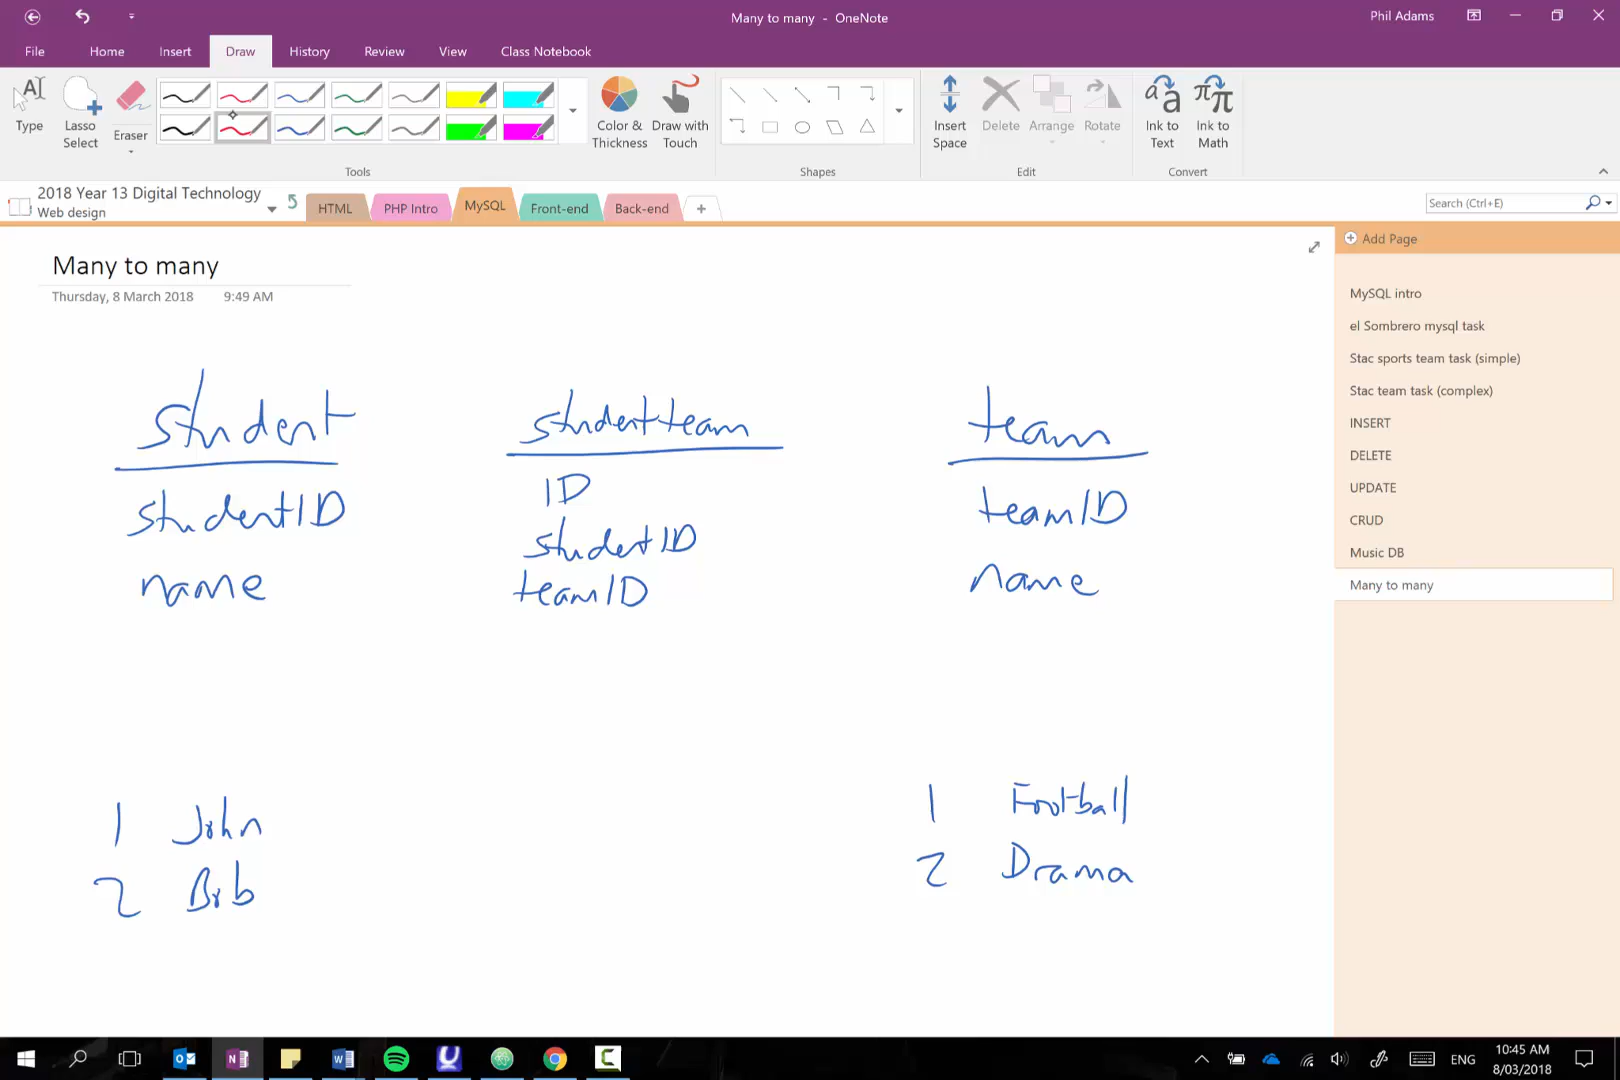 Many to many - OneNote
Phil Adams
File Home Insert Draw History Review View Class Notebook
Type
Lasso Select
Eraser
Color & Thickness
Draw with Touch
Insert Space
Delete
Arrange
Rotate
Ink to Text
Ink to Math
Tools Shapes Edit Convert
2018 Year 13 Digital Technology
Web design
HTML PHP Intro MySQL Front-end Back-end
Search (Ctrl+E)
Many to many
Thursday, 8 March 2018 9:49 AM
student
studentID
name
studentteam
ID
studentID
teamID
team
teamID
name
1 John
2 Bob
1 Football
2 Drama
Add Page
MySQL intro
el Sombrero mysql task
Stac sports team task (simple)
Stac team task (complex)
INSERT
DELETE
UPDATE
CRUD
Music DB
Many to many
ENG
10:45 AM
8/03/2018